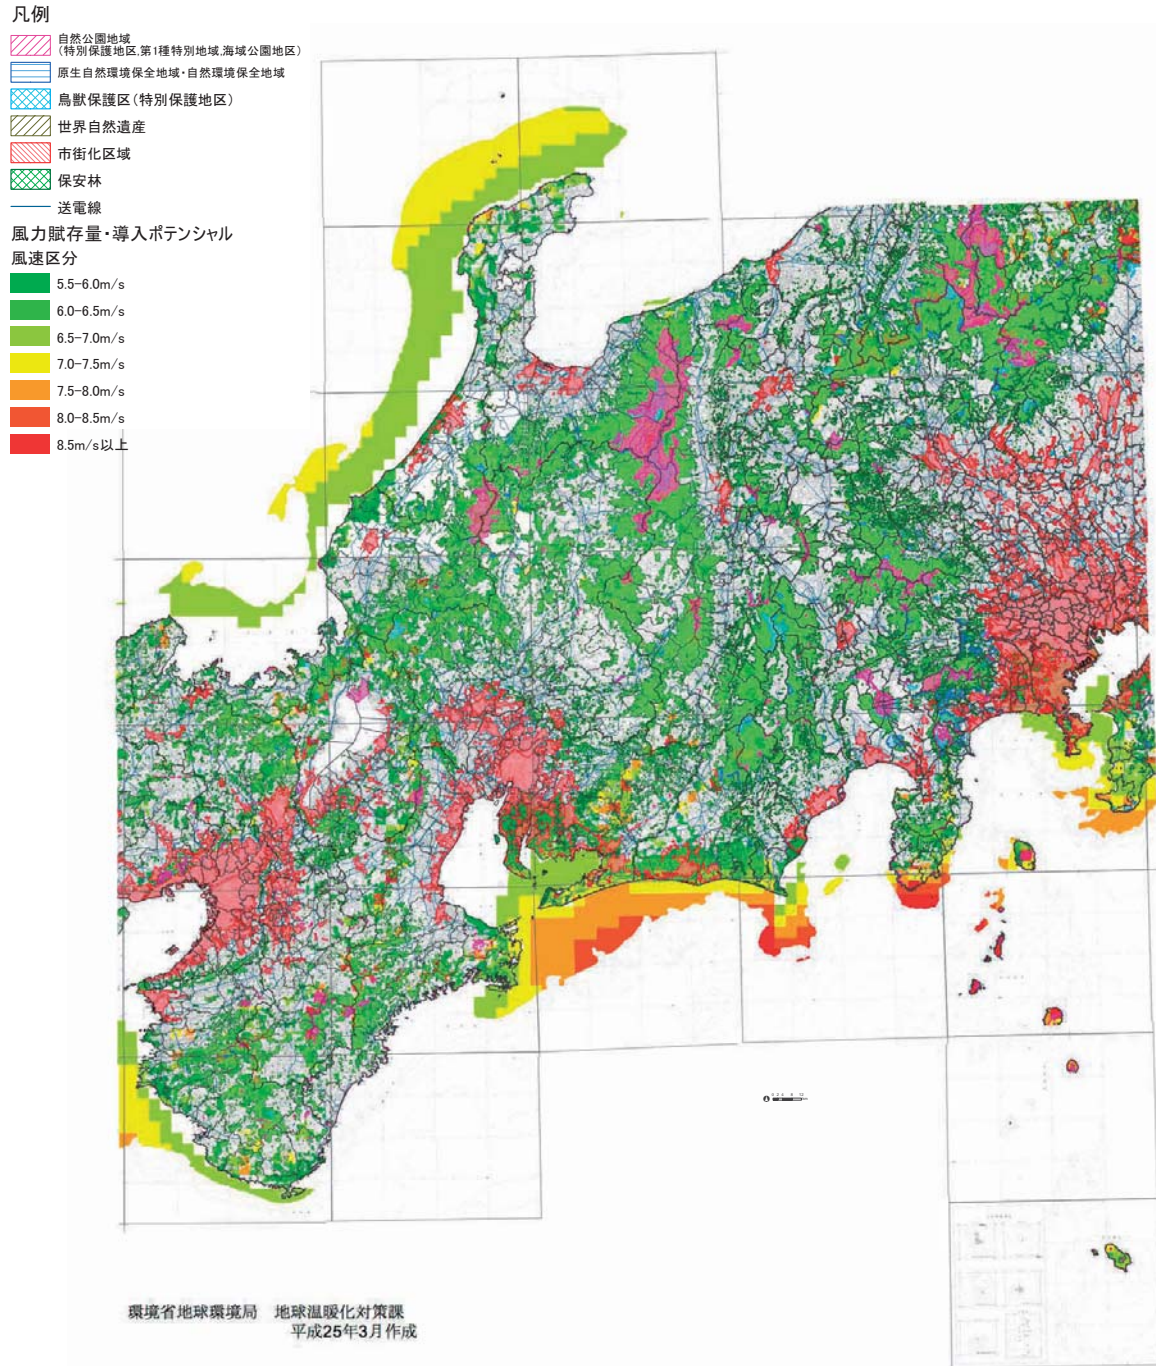 凡例
自然公園地域
(特別保護地区,第1種特別地域,海域公園地区)
原生自然環境保全地域・自然環境保全地域
鳥獣保護区(特別保護地区)
世界自然遺産
市街化区域
保安林
送電線
風力賦存量・導入ポテンシャル
風速区分
5.5-6.0m/s
6.0-6.5m/s
6.5-7.0m/s
7.0-7.5m/s
7.5-8.0m/s
8.0-8.5m/s
8.5m/s以上
環境省地球環境局 地球温暖化対策課
平成25年3月作成